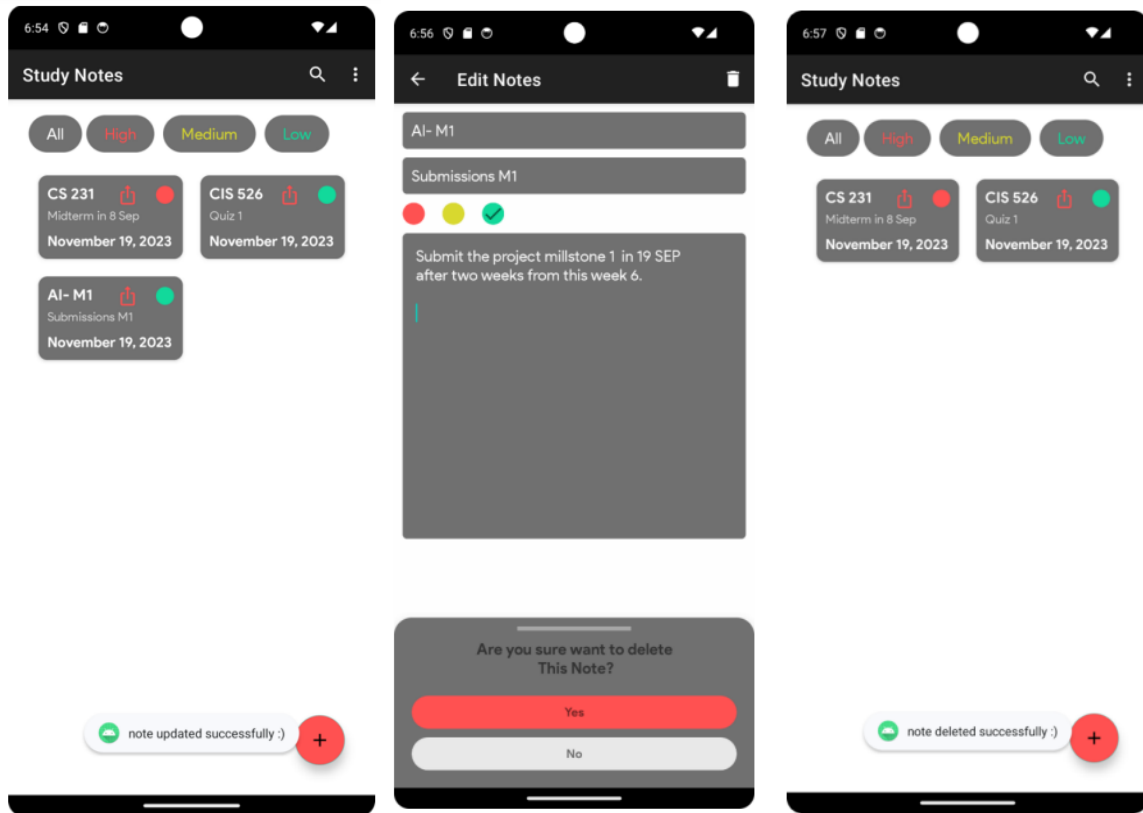 6:54
Study Notes
All High Medium Low
CS 231
Midterm in 8 Sep
November 19, 2023
CIS 526
Quiz 1
November 19, 2023
AI- M1
Submissions M1
November 19, 2023
note updated successfully :)
+
6:56
Edit Notes
AI- M1
Submissions M1
Submit the project millstone 1 in 19 SEP
after two weeks from this week 6.
Are you sure want to delete
This Note?
Yes
No
6:57
Study Notes
All High Medium Low
CS 231
Midterm in 8 Sep
November 19, 2023
CIS 526
Quiz 1
November 19, 2023
note deleted successfully :)
+